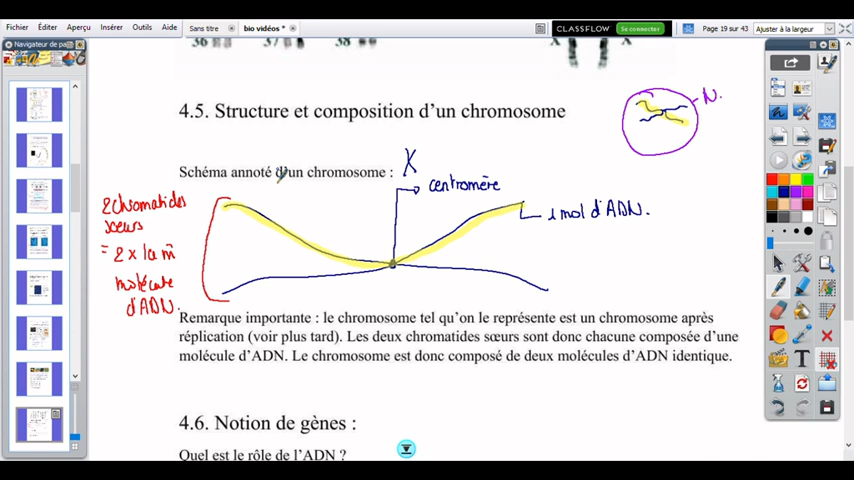 Fichier Éditer Aperçu Insérer Outils Aide
Sans titre
bio vidéos *
CLASSFLOW
Se connecter
Page 19 sur 43
Ajuster à la largeur
Navigateur de pa
36 37 38 X
4.5. Structure et composition d’un chromosome
N.
Schéma annoté d’un chromosome :
X
centromère
1 mol d'ADN.
2 chromatides
sœurs
= 2 x la m̂
molécule
d'ADN.
Remarque importante : le chromosome tel qu’on le représente est un chromosome après
réplication (voir plus tard). Les deux chromatides sœurs sont donc chacune composée d’une
molécule d’ADN. Le chromosome est donc composé de deux molécules d’ADN identique.
4.6. Notion de gènes :
Quel est le rôle de l’ADN ?